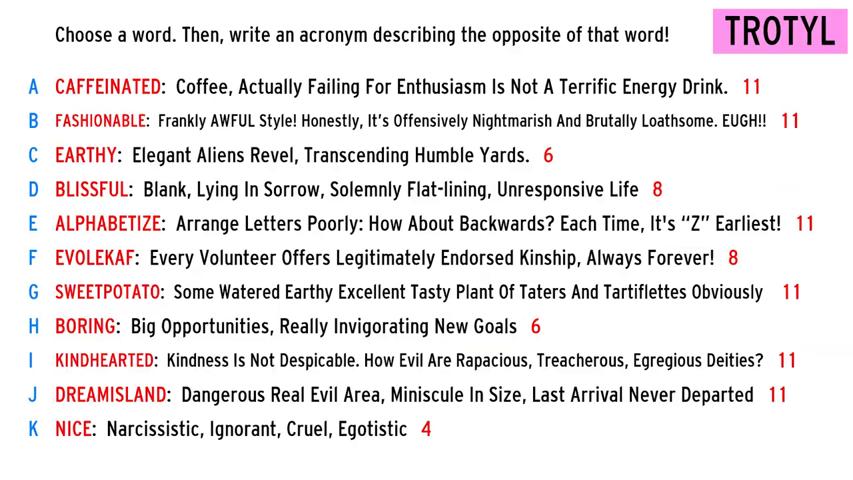 Choose a word. Then, write an acronym describing the opposite of that word!
TROTYL
A CAFFEINATED: Coffee, Actually Failing For Enthusiasm Is Not A Terrific Energy Drink. 11
B FASHIONABLE: Frankly AWFUL Style! Honestly, It's Offensively Nightmarish And Brutally Loathsome. EUGH!! 11
C EARTHY: Elegant Aliens Revel, Transcending Humble Yards. 6
D BLISSFUL: Blank, Lying In Sorrow, Solemnly Flat-lining, Unresponsive Life 8
E ALPHABETIZE: Arrange Letters Poorly: How About Backwards? Each Time, It's “Z” Earliest! 11
F EVOLEKAF: Every Volunteer Offers Legitimately Endorsed Kinship, Always Forever! 8
G SWEETPOTATO: Some Watered Earthy Excellent Tasty Plant Of Taters And Tartiflettes Obviously 11
H BORING: Big Opportunities, Really Invigorating New Goals 6
I KINDHEARTED: Kindness Is Not Despicable. How Evil Are Rapacious, Treacherous, Egregious Deities? 11
J DREAMISLAND: Dangerous Real Evil Area, Miniscule In Size, Last Arrival Never Departed 11
K NICE: Narcissistic, Ignorant, Cruel, Egotistic 4